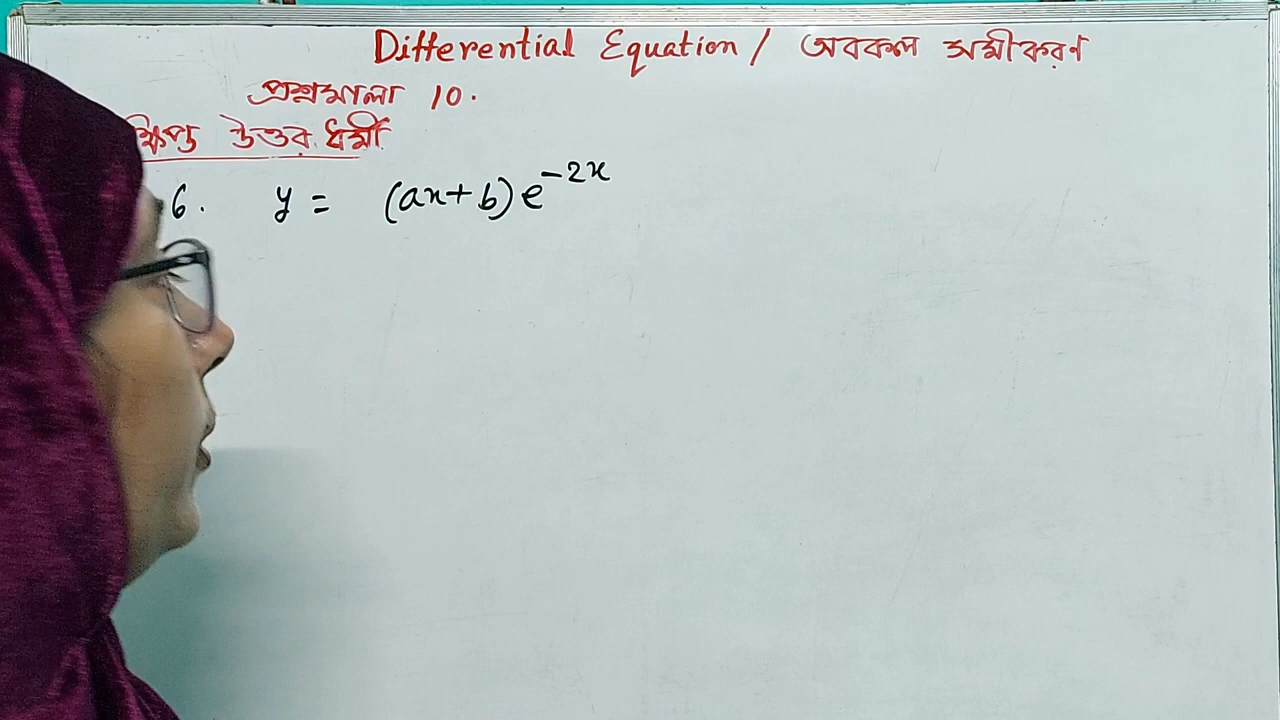 Differential Equation / অবকল সমীকরণ
প্রশ্নমালা 10.
উত্তর ধর্মী
6. y = (ax+b)e^{-2x}